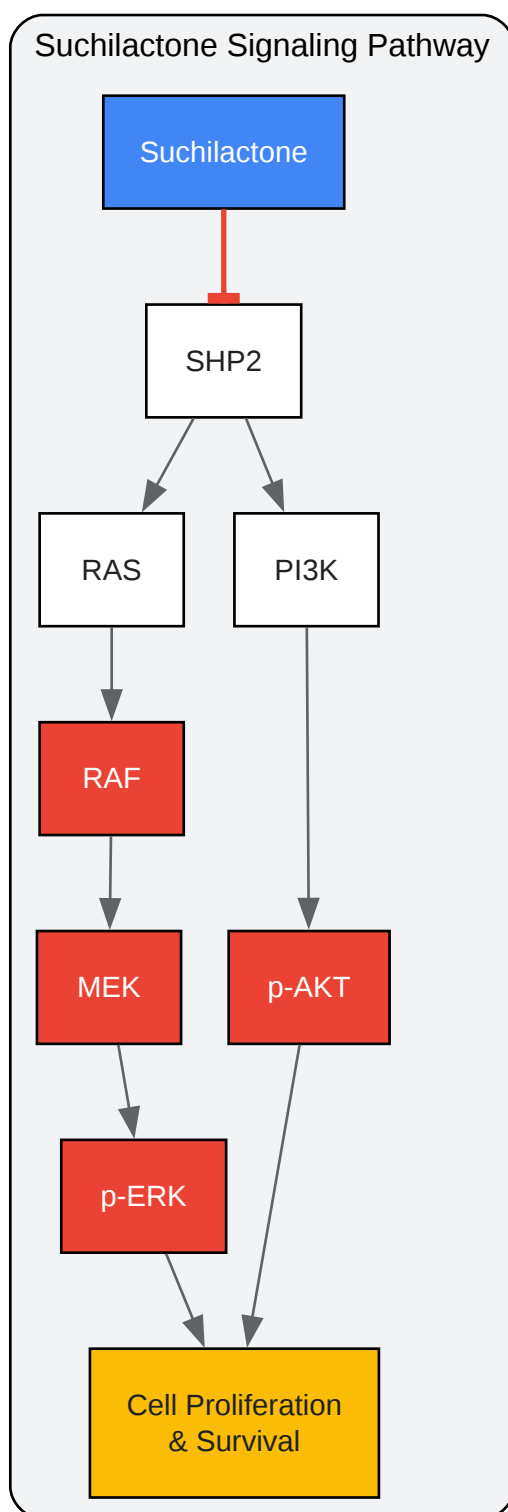 Suchilactone Signaling Pathway
Suchilactone
SHP2
RAS
PI3K
RAF
MEK
p-AKT
p-ERK
Cell Proliferation
& Survival